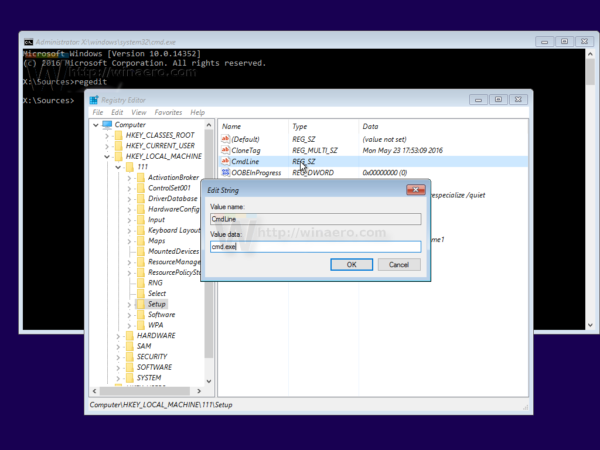 Administrator: X:\windows\system32\cmd.exe
Microsoft Windows [Version 10.0.14352]
(c) 2016 Microsoft Corporation. All rights reserved.
http://winaero.com
X:\Sources>regedit
X:\Sources>
Registry Editor
File Edit View Favorites Help
Computer
HKEY_CLASSES_ROOT
HKEY_CURRENT_USER
HKEY_LOCAL_MACHINE
111
ActivationBroker
ControlSet001
DriverDatabase
HardwareConfig
Input
Keyboard Layou
Maps
MountedDevices
ResourceManage
ResourcePolicySto
RNG
Select
Setup
Software
WPA
HARDWARE
SAM
SECURITY
SOFTWARE
SYSTEM
Name Type Data
(Default) REG_SZ (value not set)
CloneTag REG_MULTI_SZ Mon May 23 17:53:09 2016
CmdLine REG_SZ
OOBEInProgress REG_DWORD 0x00000000 (0)
respecialize /quiet
ime1
Edit String
Value name:
CmdLine
http://winaero.com
Value data:
cmd.exe
OK Cancel
Computer\HKEY_LOCAL_MACHINE\111\Setup